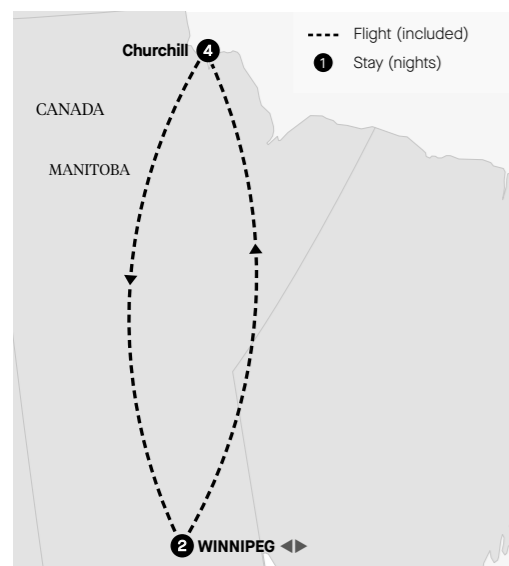 Flight (included)
1 Stay (nights)
Churchill 4
CANADA
MANITOBA
2 WINNIPEG